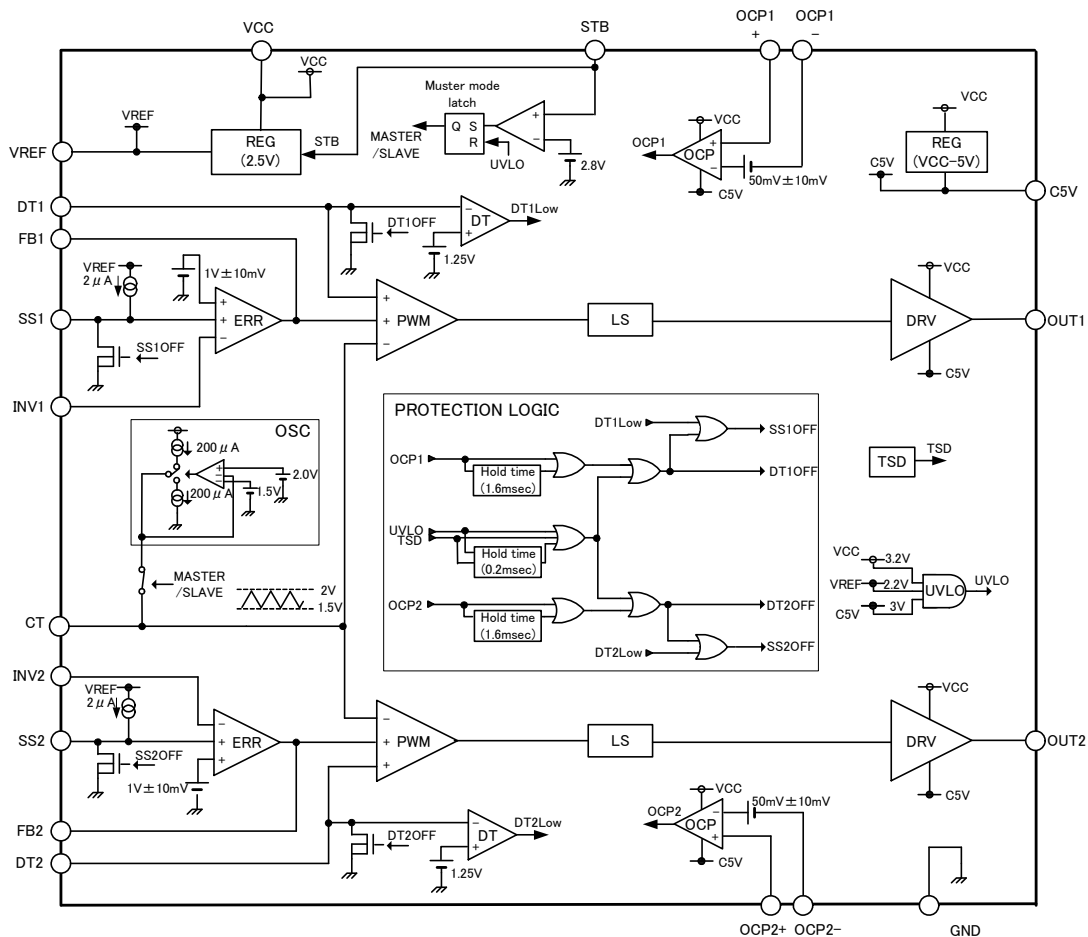 VCC
STB
OCP1
+
OCP1
−
VCC
VREF
VREF
REG
(2.5V)
STB
Muster mode
latch
Q S
R
MASTER
/SLAVE
UVLO
+
−
2.8V
OCP1
VCC
OCP
+
−
C5V
50mV±10mV
VCC
REG
(VCC-5V)
C5V
C5V
DT1
FB1
DT1OFF
−
DT
+
DT1Low
1.25V
VREF
2μA
1V±10mV
SS1
+
+
−
ERR
SS1OFF
INV1
+
+
−
PWM
LS
VCC
DRV
C5V
OUT1
OSC
200μA
200μA
+
−
−
2.0V
1.5V
MASTER
/SLAVE
2V
1.5V
CT
PROTECTION LOGIC
DT1Low
SS1OFF
OCP1
Hold time
(1.6msec)
DT1OFF
UVLO
TSD
Hold time
(0.2msec)
OCP2
Hold time
(1.6msec)
DT2OFF
DT2Low
SS2OFF
TSD
TSD
VCC
3.2V
VREF
2.2V
C5V
3V
UVLO
UVLO
INV2
VREF
2μA
SS2
−
+
+
ERR
SS2OFF
1V±10mV
−
+
+
PWM
LS
VCC
DRV
C5V
OUT2
FB2
DT2
DT2OFF
−
DT
+
DT2Low
1.25V
OCP2
VCC
OCP
−
+
C5V
50mV±10mV
OCP2+
OCP2−
GND